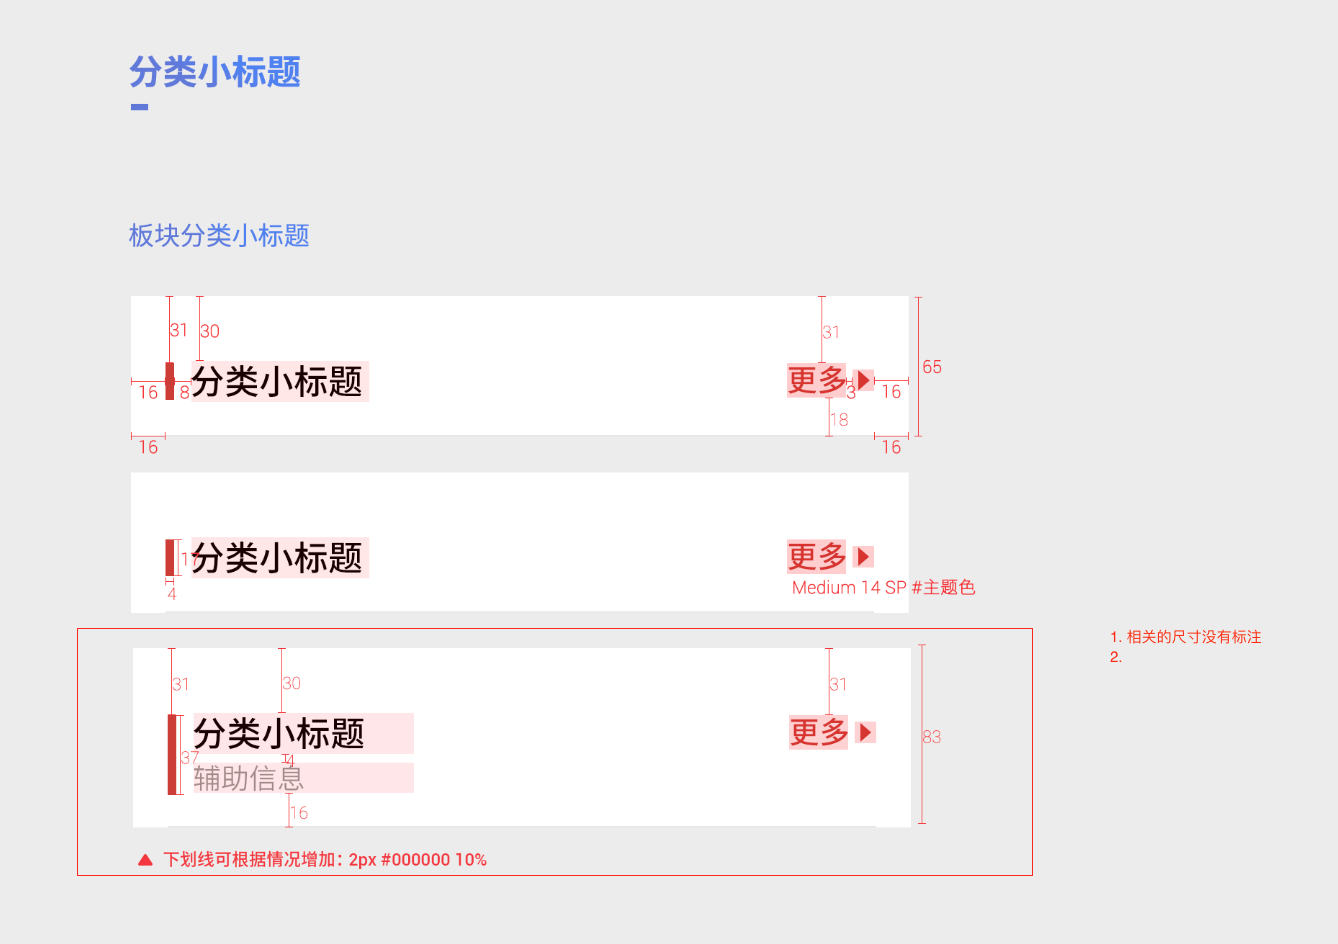 分类小标题
板块分类小标题
31
30
31
65
分类小标题
更多
16
8
3
16
18
16
16
分类小标题
更多
17
4
Medium 14 SP #主题色
1. 相关的尺寸没有标注
2.
31
30
31
分类小标题
更多
83
37
4
辅助信息
16
下划线可根据情况增加：2px #000000 10%